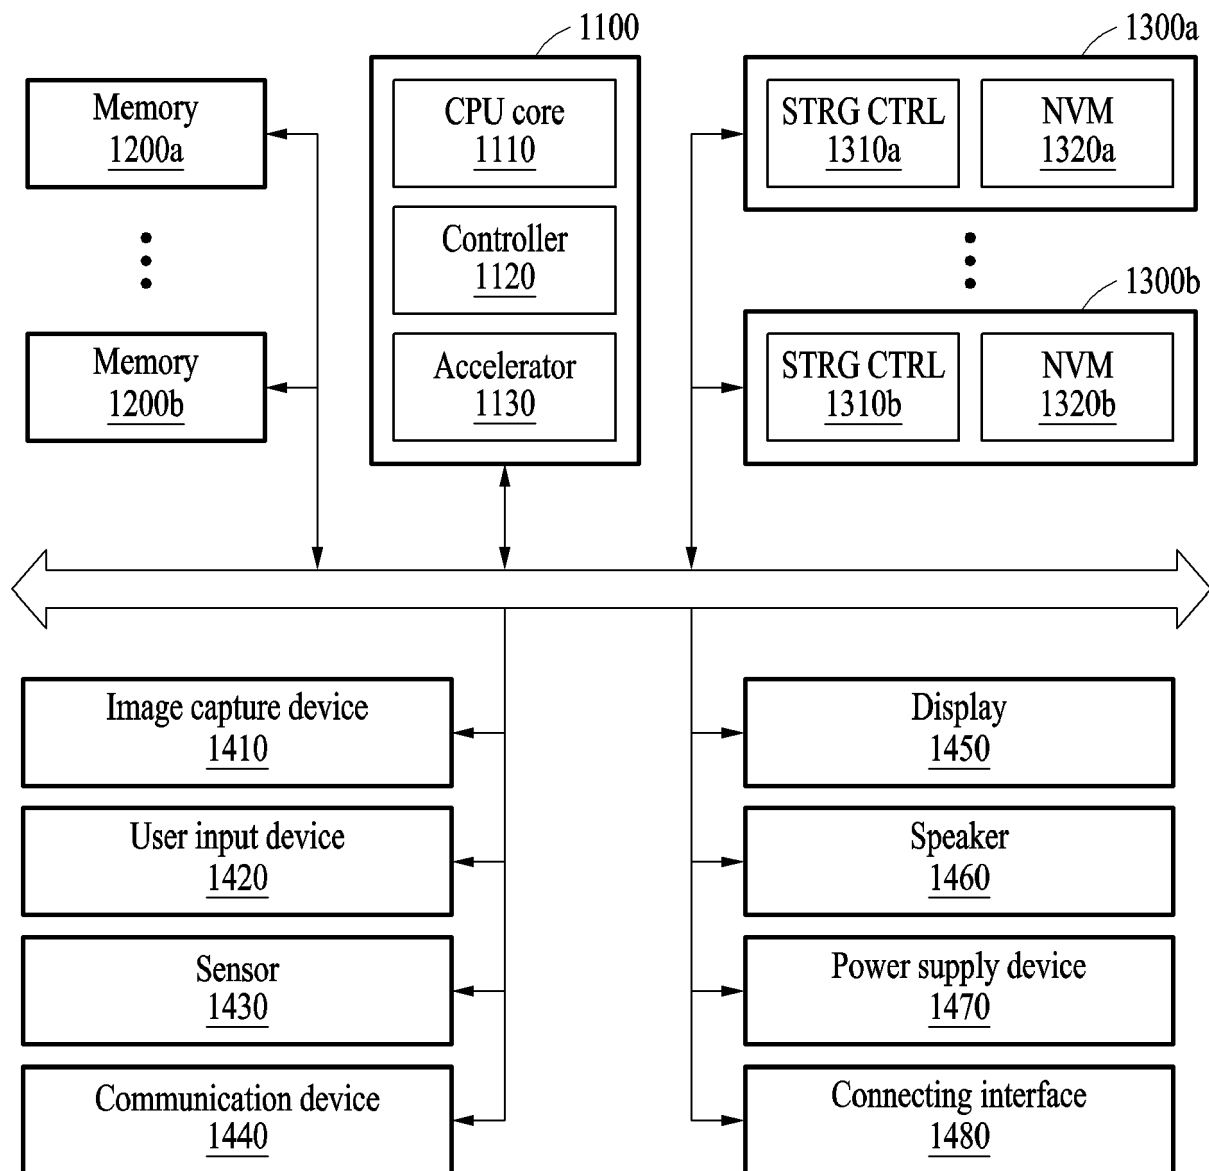 1100
1300a
Memory
1200a
CPU core
1110
STRG CTRL
1310a
NVM
1320a
Controller
1120
1300b
Memory
1200b
Accelerator
1130
STRG CTRL
1310b
NVM
1320b
Image capture device
1410
Display
1450
User input device
1420
Speaker
1460
Sensor
1430
Power supply device
1470
Communication device
1440
Connecting interface
1480